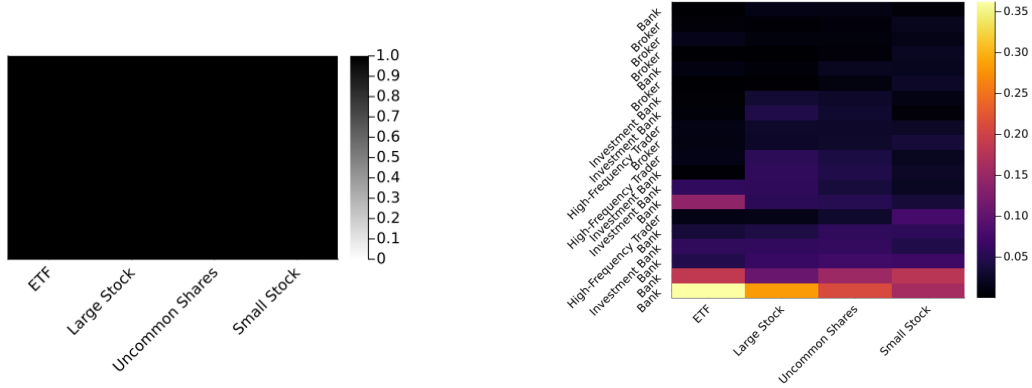 1.0
0.9
0.8
0.7
0.6
0.5
0.4
0.3
0.2
0.1
0
ETF
Large Stock
Uncommon Shares
Small Stock
Bank
Broker
Broker
Broker
Bank
Broker
Investment Bank
Investment Bank
High-Frequency Trader
Broker
High-Frequency Trader
Investment Bank
Investment Bank
Bank
High-Frequency Trader
Bank
Investment Bank
Bank
Bank
Bank
ETF
Large Stock
Uncommon Shares
Small Stock
0.35
0.30
0.25
0.20
0.15
0.10
0.05